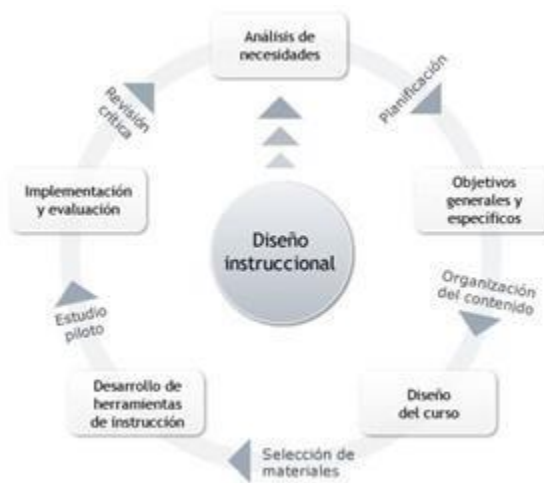 Análisis de
necesidades
Planificación
Objetivos
generales y
específicos
Organización
del contenido
Diseño
del curso
Selección de
materiales
Desarrollo de
herramientas
de instrucción
Estudio
piloto
Implementación
y evaluación
Revisión
crítica
Diseño
instruccional